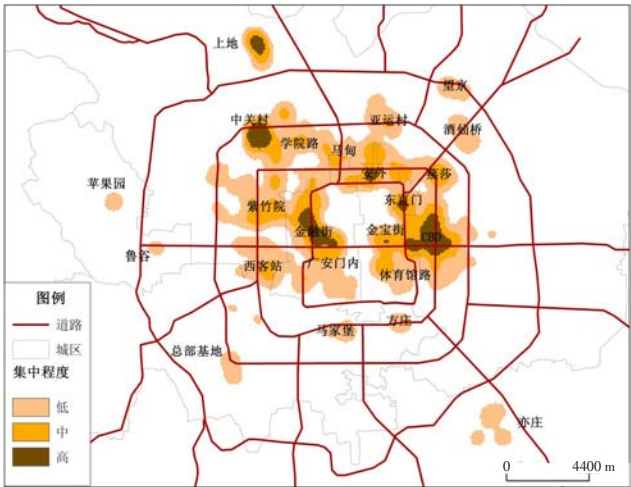 上地
望京
中关村
亚运村
酒仙桥
学院路
马甸
安外
燕莎
苹果园
东直门
紫竹院
金融街
金宝街
CBD
鲁谷
西客站
广安门内
体育馆路
图例
道路
城区
集中程度
低
中
高
马家堡
方庄
总部基地
亦庄
0 4400 m